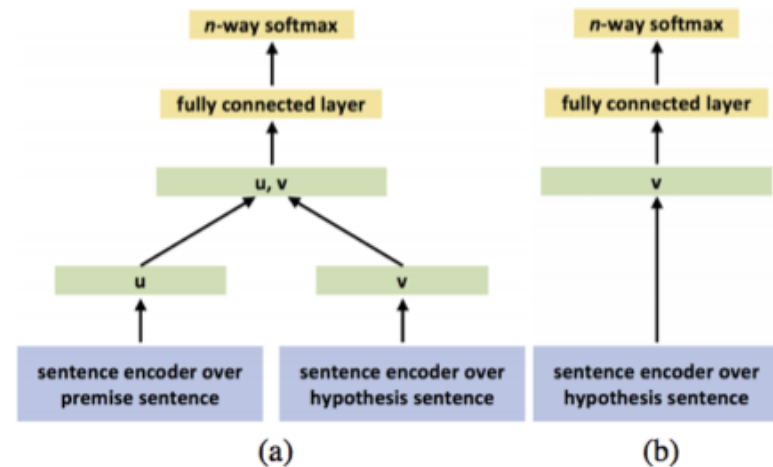 n-way softmax
fully connected layer
u, v
u
v
sentence encoder over
premise sentence
sentence encoder over
hypothesis sentence
(a)
n-way softmax
fully connected layer
v
sentence encoder over
hypothesis sentence
(b)